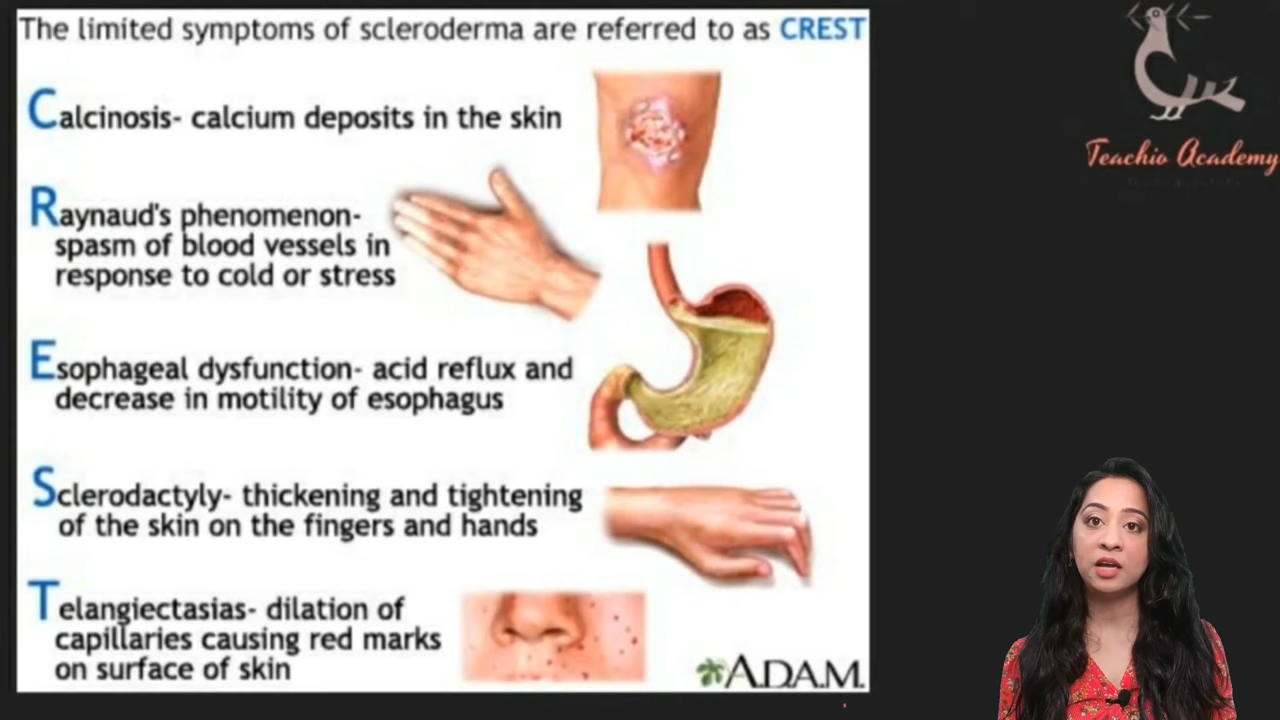 The limited symptoms of scleroderma are referred to as CREST
Calcinosis- calcium deposits in the skin
Raynaud's phenomenon-
spasm of blood vessels in
response to cold or stress
Esophageal dysfunction- acid reflux and
decrease in motility of esophagus
Sclerodactyly- thickening and tightening
of the skin on the fingers and hands
Telangiectasias- dilation of
capillaries causing red marks
on surface of skin
A.D.A.M.
Teachio Academy